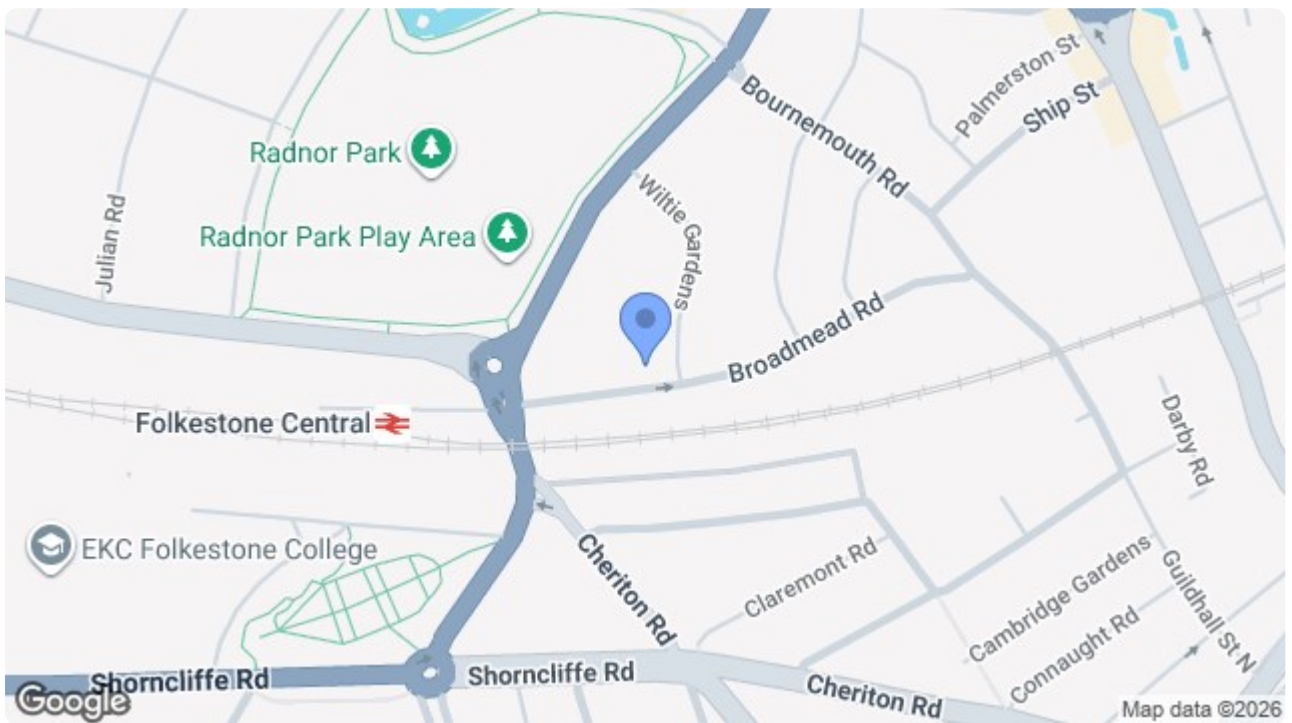 Palmerston St
Ship St
Bournemouth Rd
Radnor Park
Wiltie Gardens
Julian Rd
Radnor Park Play Area
Broadmead Rd
Folkestone Central
Darby Rd
EKC Folkestone College
Cheriton Rd
Claremont Rd
Cambridge Gardens
Guildhall St N
Connaught Rd
Shorncliffe Rd
Shorncliffe Rd
Cheriton Rd
Google
Map data ©2026